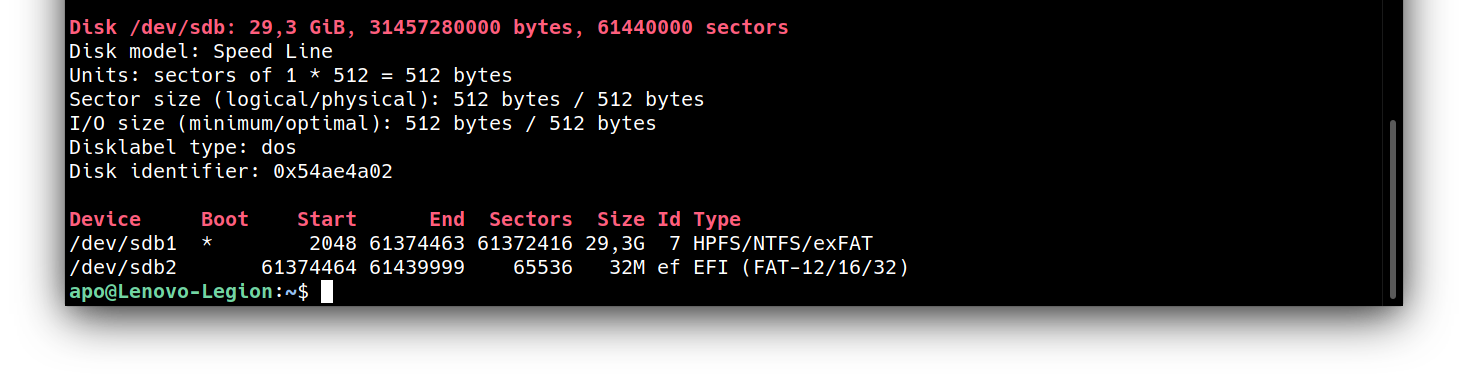 Disk /dev/sdb: 29,3 GiB, 31457280000 bytes, 61440000 sectors
Disk model: Speed Line
Units: sectors of 1 * 512 = 512 bytes
Sector size (logical/physical): 512 bytes / 512 bytes
I/O size (minimum/optimal): 512 bytes / 512 bytes
Disklabel type: dos
Disk identifier: 0x54ae4a02

Device     Boot    Start      End  Sectors  Size Id Type
/dev/sdb1  *        2048 61374463 61372416 29,3G  7 HPFS/NTFS/exFAT
/dev/sdb2       61374464 61439999    65536   32M ef EFI (FAT-12/16/32)
apo@Lenovo-Legion:~$